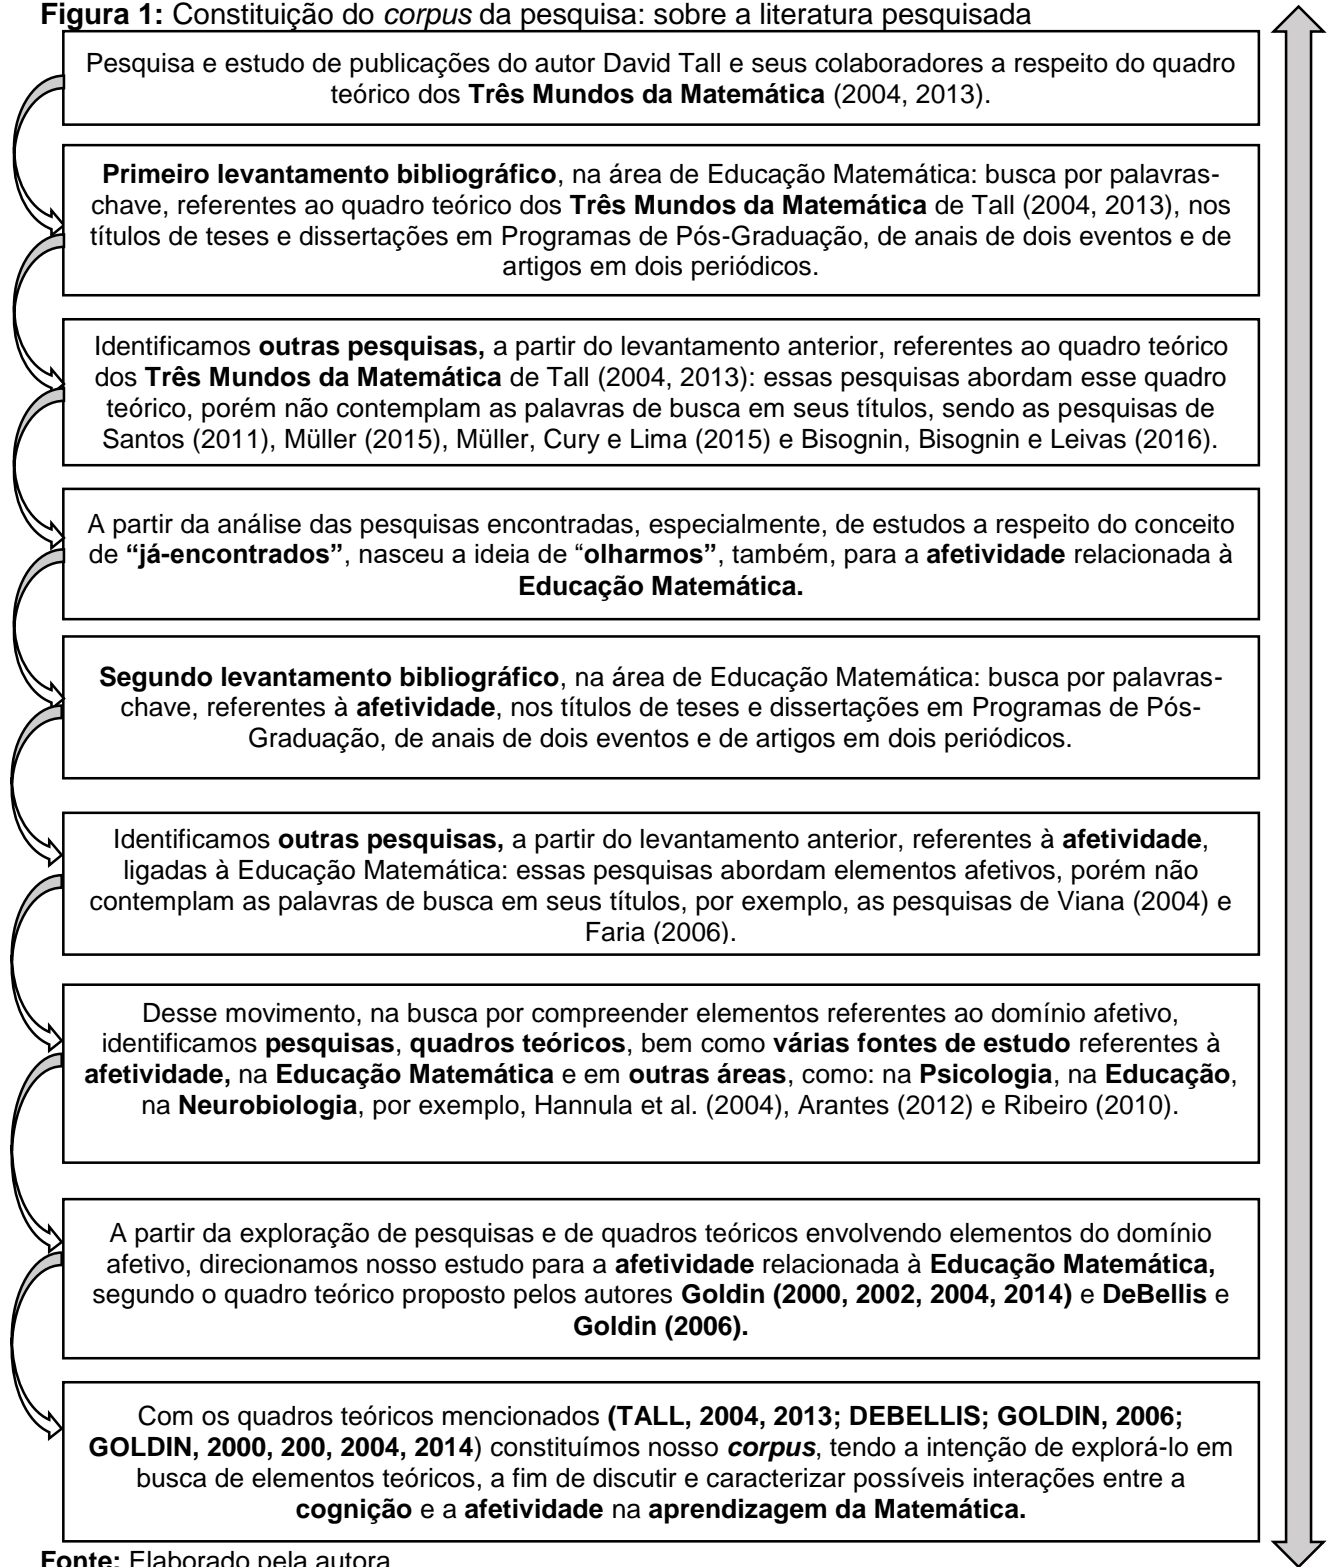 Figura 1: Constituição do corpus da pesquisa: sobre a literatura pesquisada
Pesquisa e estudo de publicações do autor David Tall e seus colaboradores a respeito do quadro
teórico dos Três Mundos da Matemática (2004, 2013).
Primeiro levantamento bibliográfico, na área de Educação Matemática: busca por palavras-
chave, referentes ao quadro teórico dos Três Mundos da Matemática de Tall (2004, 2013), nos
títulos de teses e dissertações em Programas de Pós-Graduação, de anais de dois eventos e de
artigos em dois periódicos.
Identificamos outras pesquisas, a partir do levantamento anterior, referentes ao quadro teórico
dos Três Mundos da Matemática de Tall (2004, 2013): essas pesquisas abordam esse quadro
teórico, porém não contemplam as palavras de busca em seus títulos, sendo as pesquisas de
Santos (2011), Müller (2015), Müller, Cury e Lima (2015) e Bisognin, Bisognin e Leivas (2016).
A partir da análise das pesquisas encontradas, especialmente, de estudos a respeito do conceito
de “já-encontrados”, nasceu a ideia de “olharmos”, também, para a afetividade relacionada à
Educação Matemática.
Segundo levantamento bibliográfico, na área de Educação Matemática: busca por palavras-
chave, referentes à afetividade, nos títulos de teses e dissertações em Programas de Pós-
Graduação, de anais de dois eventos e de artigos em dois periódicos.
Identificamos outras pesquisas, a partir do levantamento anterior, referentes à afetividade,
ligadas à Educação Matemática: essas pesquisas abordam elementos afetivos, porém não
contemplam as palavras de busca em seus títulos, por exemplo, as pesquisas de Viana (2004) e
Faria (2006).
Desse movimento, na busca por compreender elementos referentes ao domínio afetivo,
identificamos pesquisas, quadros teóricos, bem como várias fontes de estudo referentes à
afetividade, na Educação Matemática e em outras áreas, como: na Psicologia, na Educação,
na Neurobiologia, por exemplo, Hannula et al. (2004), Arantes (2012) e Ribeiro (2010).
A partir da exploração de pesquisas e de quadros teóricos envolvendo elementos do domínio
afetivo, direcionamos nosso estudo para a afetividade relacionada à Educação Matemática,
segundo o quadro teórico proposto pelos autores Goldin (2000, 2002, 2004, 2014) e DeBellis e
Goldin (2006).
Com os quadros teóricos mencionados (TALL, 2004, 2013; DEBELLIS; GOLDIN, 2006;
GOLDIN, 2000, 200, 2004, 2014) constituímos nosso corpus, tendo a intenção de explorá-lo em
busca de elementos teóricos, a fim de discutir e caracterizar possíveis interações entre a
cognição e a afetividade na aprendizagem da Matemática.
Fonte: Elaborado pela autora